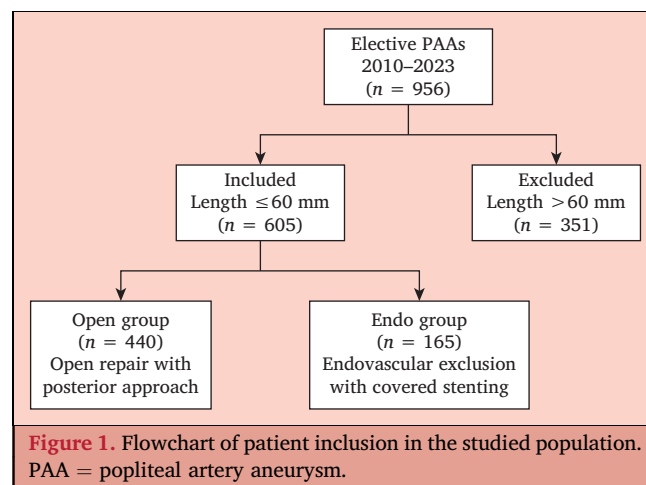 Elective PAAs
2010–2023
(n = 956)
Included
Length ≤60 mm
(n = 605)
Excluded
Length >60 mm
(n = 351)
Open group
(n = 440)
Open repair with
posterior approach
Endo group
(n = 165)
Endovascular exclusion
with covered stenting
Figure 1. Flowchart of patient inclusion in the studied population.
PAA = popliteal artery aneurysm.